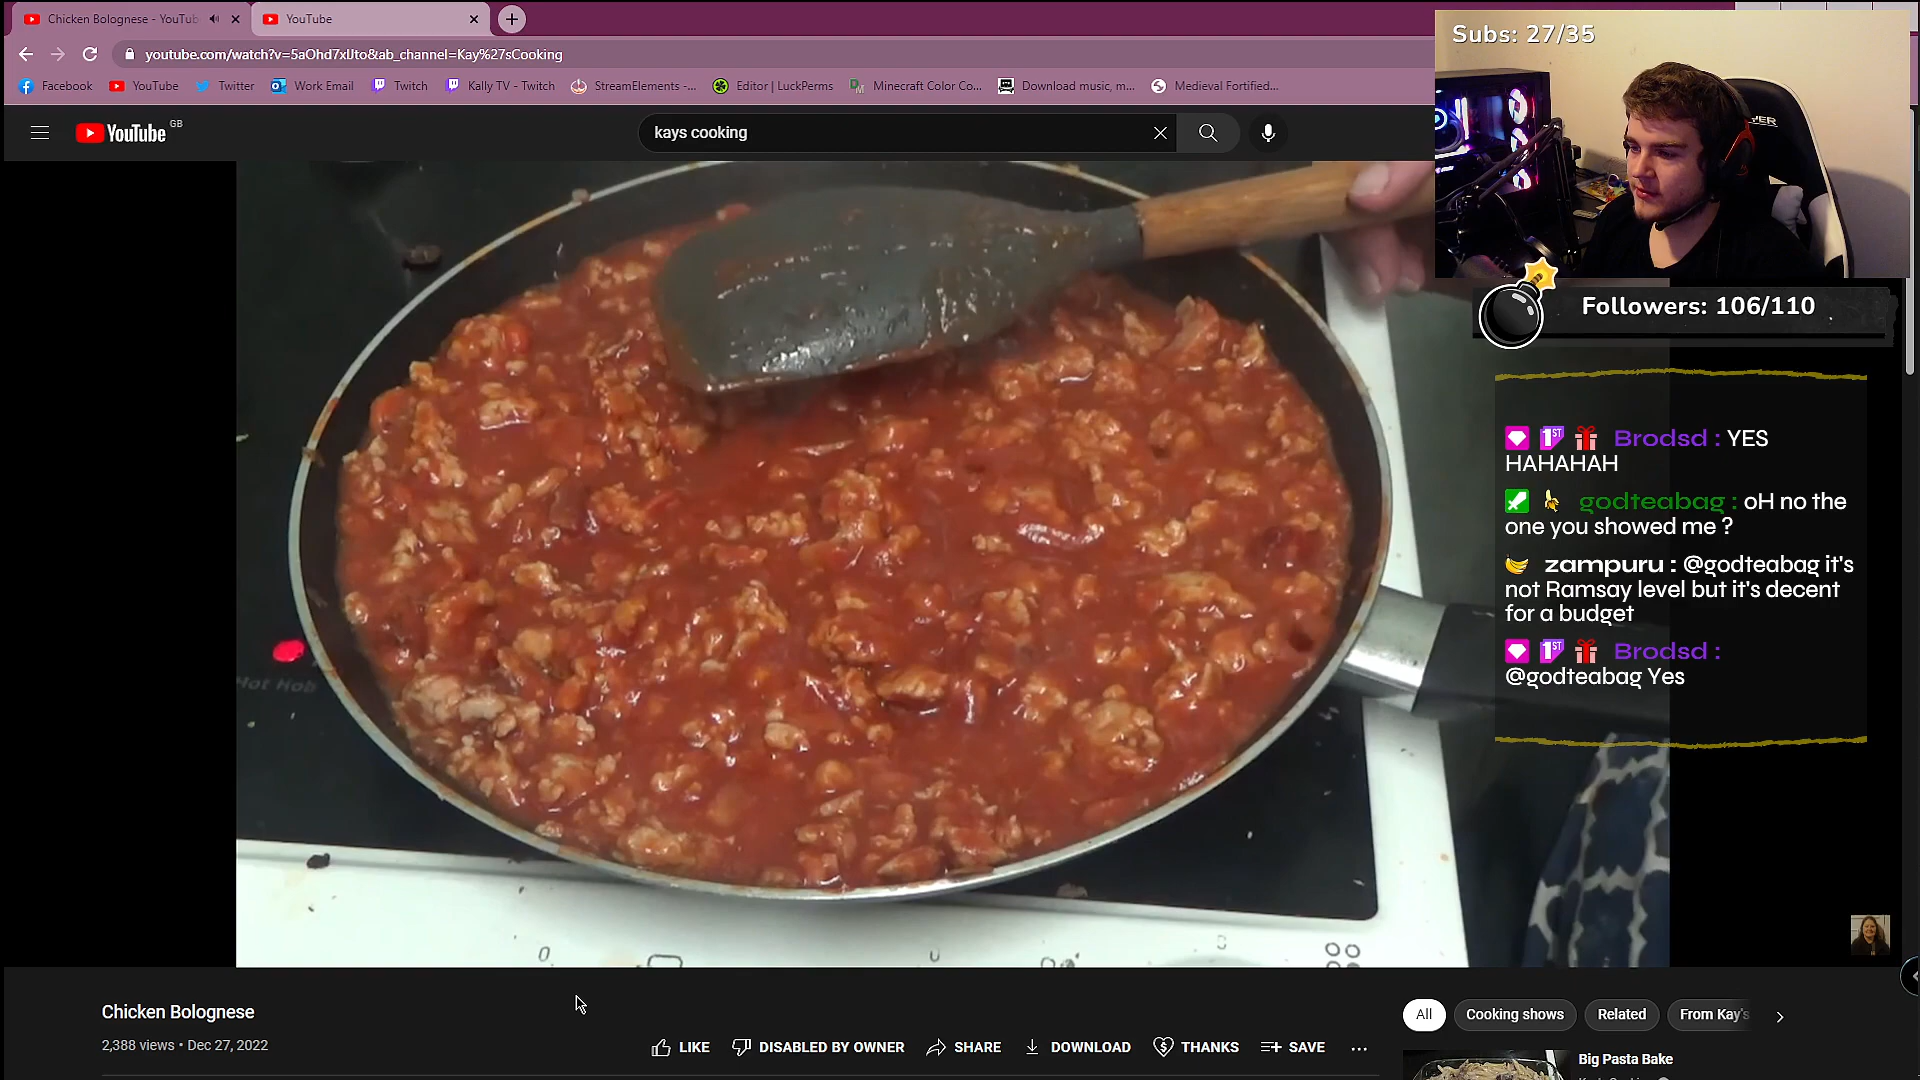 Chicken Bolognese - YouTub
YouTube
youtube.com/watch?v=5aOhd7xlJto&ab_channel=Kay%27sCooking
Facebook
YouTube
Twitter
Work Email
Twitch
Kally TV - Twitch
StreamElements -...
Editor | LuckPerms
Minecraft Color Co...
Download music, m...
Medieval Fortified...
YouTube GB
kays cooking
Subs: 27/35
Followers: 106/110
Brodsd : YES
HAHAHAH
godteabag : oH no the
one you showed me ?
zampuru : @godteabag it's
not Ramsay level but it's decent
for a budget
Brodsd :
@godteabag Yes
Hot Hob
Chicken Bolognese
2,388 views • Dec 27, 2022
LIKE
DISABLED BY OWNER
SHARE
DOWNLOAD
THANKS
SAVE
All
Cooking shows
Related
From Kay's
Big Pasta Bake